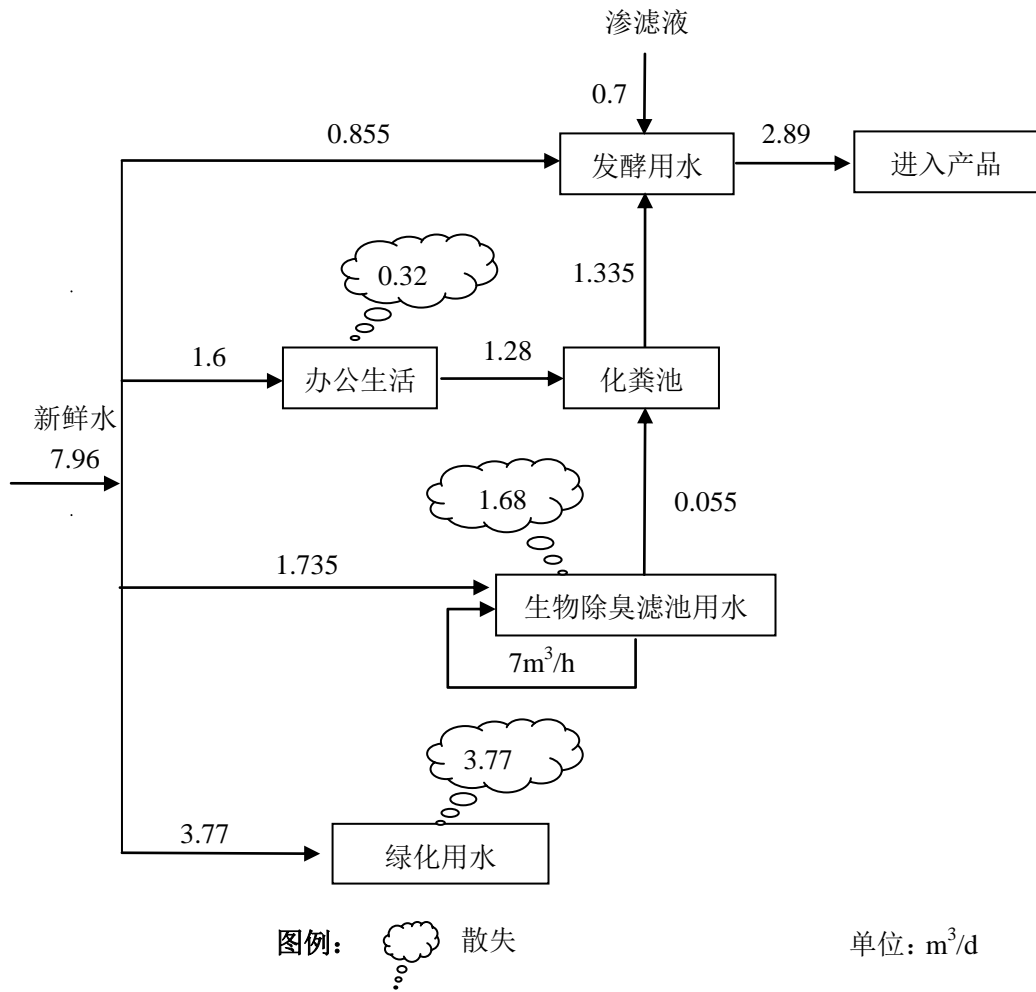 渗滤液
0.7
0.855
发酵用水
2.89
进入产品
0.32
1.335
1.6
办公生活
1.28
化粪池
新鲜水
7.96
1.68
0.055
1.735
生物除臭滤池用水
7m³/h
3.77
3.77
绿化用水
图例： 散失 单位：m³/d